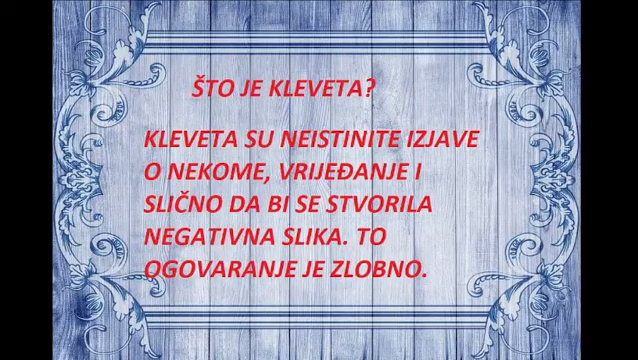 ŠTO JE KLEVETA?
KLEVETA SU NEISTINITE IZJAVE
O NEKOME, VRIJEĐANJE I
SLIČNO DA BI SE STVORILA
NEGATIVNA SLIKA. TO
OGOVARANJE JE ZLOBNO.